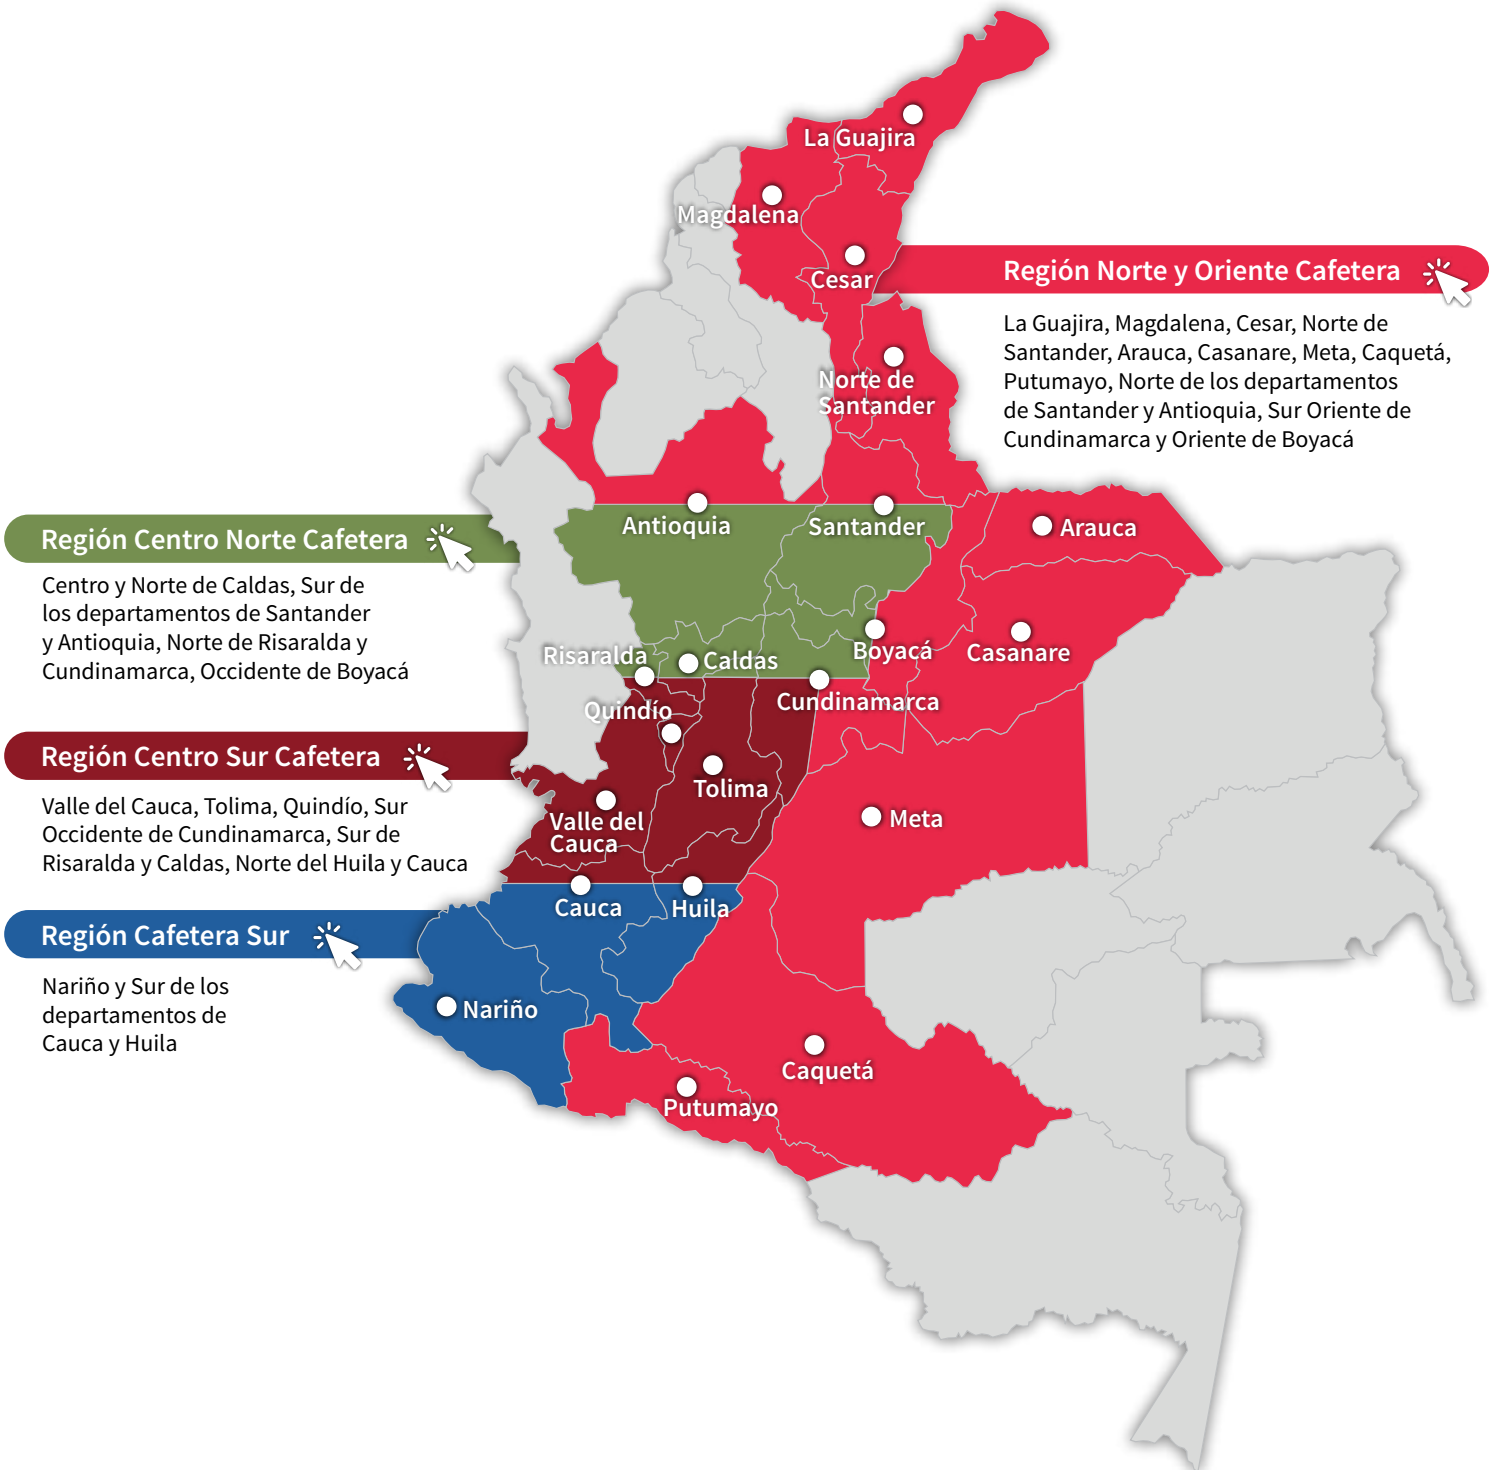 La Guajira
Magdalena
Cesar
Región Norte y Oriente Cafetera
La Guajira, Magdalena, Cesar, Norte de
Santander, Arauca, Casanare, Meta, Caquetá,
Putumayo, Norte de los departamentos
de Santander y Antioquia, Sur Oriente de
Cundinamarca y Oriente de Boyacá
Norte de
Santander
Antioquia
Santander
Arauca
Región Centro Norte Cafetera
Centro y Norte de Caldas, Sur de
los departamentos de Santander
y Antioquia, Norte de Risaralda y
Cundinamarca, Occidente de Boyacá
Risaralda
Caldas
Boyacá
Casanare
Quindío
Cundinamarca
Región Centro Sur Cafetera
Valle del Cauca, Tolima, Quindío, Sur
Occidente de Cundinamarca, Sur de
Risaralda y Caldas, Norte del Huila y Cauca
Tolima
Valle del
Cauca
Meta
Cauca
Huila
Región Cafetera Sur
Nariño y Sur de los
departamentos de
Cauca y Huila
Nariño
Caquetá
Putumayo